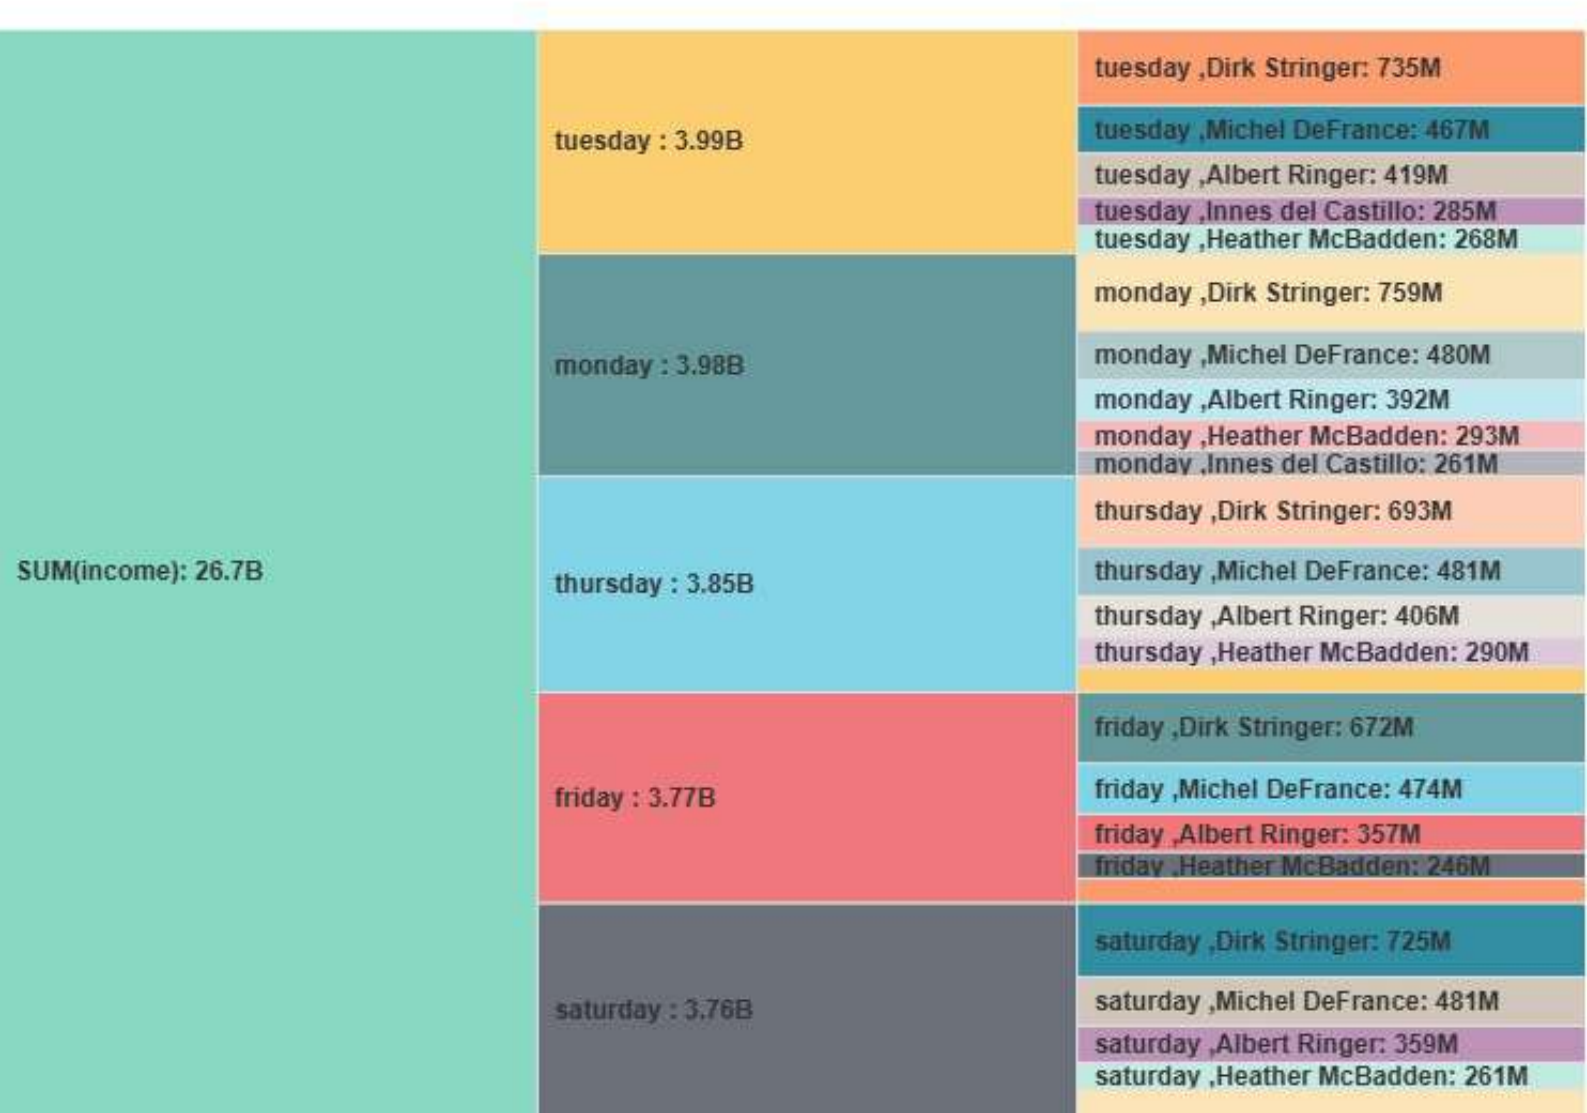 SUM(income): 26.7B
tuesday : 3.99B
tuesday ,Dirk Stringer: 735M
tuesday ,Michel DeFrance: 467M
tuesday ,Albert Ringer: 419M
tuesday ,Innes del Castillo: 285M
tuesday ,Heather McBadden: 268M
monday : 3.98B
monday ,Dirk Stringer: 759M
monday ,Michel DeFrance: 480M
monday ,Albert Ringer: 392M
monday ,Heather McBadden: 293M
monday ,Innes del Castillo: 261M
thursday : 3.85B
thursday ,Dirk Stringer: 693M
thursday ,Michel DeFrance: 481M
thursday ,Albert Ringer: 406M
thursday ,Heather McBadden: 290M
friday : 3.77B
friday ,Dirk Stringer: 672M
friday ,Michel DeFrance: 474M
friday ,Albert Ringer: 357M
friday ,Heather McBadden: 246M
saturday : 3.76B
saturday ,Dirk Stringer: 725M
saturday ,Michel DeFrance: 481M
saturday ,Albert Ringer: 359M
saturday ,Heather McBadden: 261M